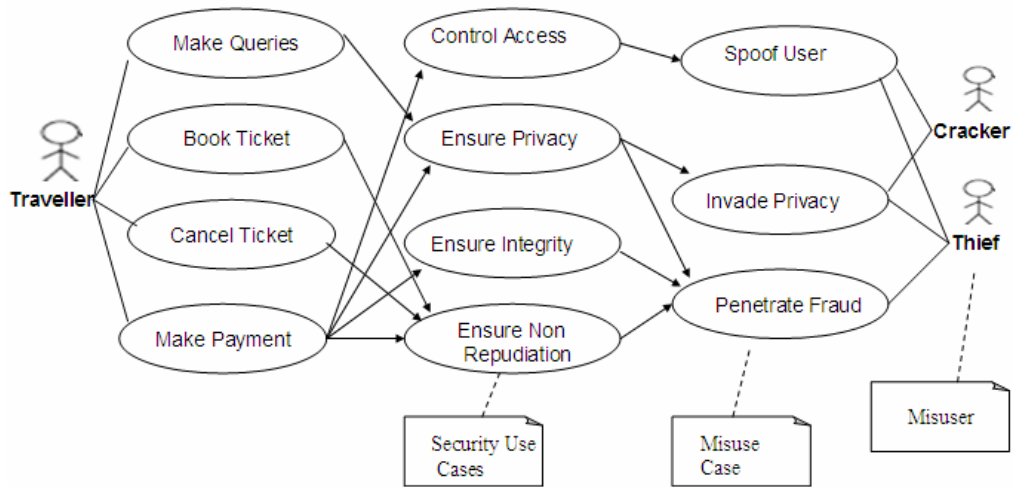 Make Queries
Control Access
Spoof User
Book Ticket
Ensure Privacy
Cracker
Traveller
Invade Privacy
Cancel Ticket
Ensure Integrity
Thief
Make Payment
Ensure Non
Repudiation
Penetrate Fraud
Security Use
Cases
Misuse
Case
Misuser